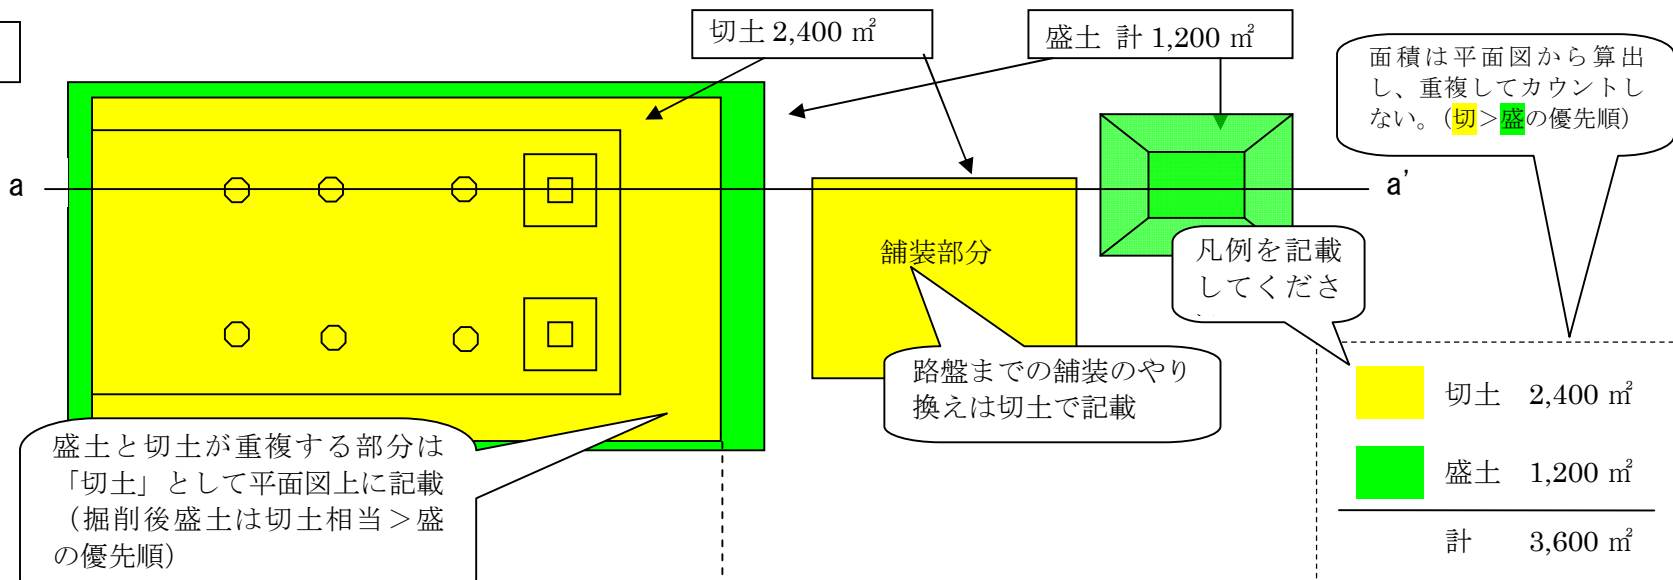 切土 2,400 ㎡
盛土 計 1,200 ㎡
面積は平面図から算出
し、重複してカウントし
ない。（切＞盛の優先順）
a
a’
舗装部分
凡例を記載
してくださ
路盤までの舗装のやり
換えは切土で記載
盛土と切土が重複する部分は
「切土」として平面図上に記載
（掘削後盛土は切土相当＞盛
の優先順）
切土 2,400 ㎡
盛土 1,200 ㎡
計 3,600 ㎡